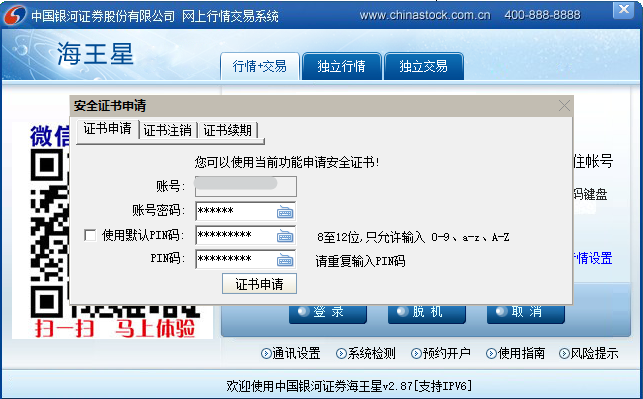 中国银河证券股份有限公司 网上行情交易系统 www.chinastock.com.cn 400-888-8888
海王星
行情+交易 独立行情 独立交易
安全证书申请
证书申请 证书注销 证书续期
您可以使用当前功能申请安全证书!
账号:
账号密码: ******
使用默认PIN码: ********* 8至12位,只允许输入 0-9、a-z、A-Z
PIN码: ********* 请重复输入PIN码
证书申请
微信
住帐号
码键盘
行情设置
扫一扫 马上体验
登录 脱机 取消
通讯设置 系统检测 预约开户 使用指南 风险提示
欢迎使用中国银河证券海王星v2.87[支持IPV6]